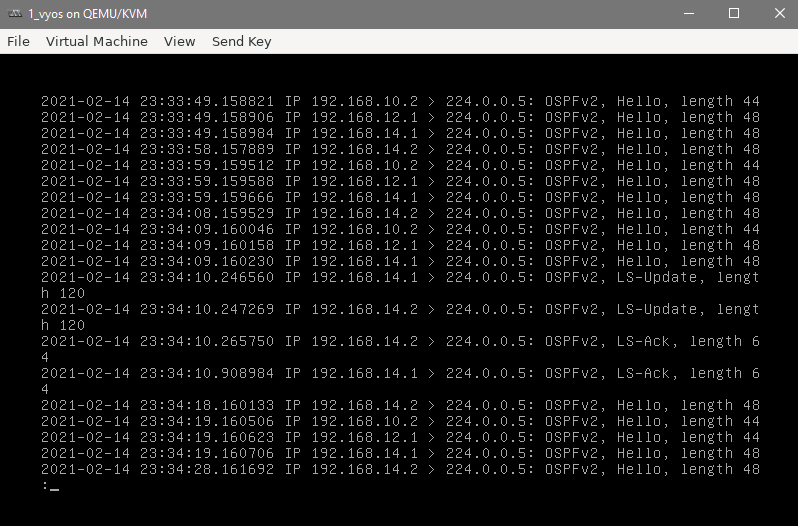 1_vyos on QEMU/KVM
File Virtual Machine View Send Key
2021-02-14 23:33:49.158821 IP 192.168.10.2 > 224.0.0.5: OSPFv2, Hello, length 44
2021-02-14 23:33:49.158906 IP 192.168.12.1 > 224.0.0.5: OSPFv2, Hello, length 48
2021-02-14 23:33:49.158984 IP 192.168.14.1 > 224.0.0.5: OSPFv2, Hello, length 48
2021-02-14 23:33:58.157889 IP 192.168.14.2 > 224.0.0.5: OSPFv2, Hello, length 48
2021-02-14 23:33:59.159512 IP 192.168.10.2 > 224.0.0.5: OSPFv2, Hello, length 44
2021-02-14 23:33:59.159588 IP 192.168.12.1 > 224.0.0.5: OSPFv2, Hello, length 48
2021-02-14 23:33:59.159666 IP 192.168.14.1 > 224.0.0.5: OSPFv2, Hello, length 48
2021-02-14 23:34:08.159529 IP 192.168.14.2 > 224.0.0.5: OSPFv2, Hello, length 48
2021-02-14 23:34:09.160046 IP 192.168.10.2 > 224.0.0.5: OSPFv2, Hello, length 44
2021-02-14 23:34:09.160158 IP 192.168.12.1 > 224.0.0.5: OSPFv2, Hello, length 48
2021-02-14 23:34:09.160230 IP 192.168.14.1 > 224.0.0.5: OSPFv2, Hello, length 48
2021-02-14 23:34:10.246560 IP 192.168.14.1 > 224.0.0.5: OSPFv2, LS-Update, lengt
h 120
2021-02-14 23:34:10.247269 IP 192.168.14.2 > 224.0.0.5: OSPFv2, LS-Update, lengt
h 120
2021-02-14 23:34:10.265750 IP 192.168.14.2 > 224.0.0.5: OSPFv2, LS-Ack, length 6
4
2021-02-14 23:34:10.908984 IP 192.168.14.1 > 224.0.0.5: OSPFv2, LS-Ack, length 6
4
2021-02-14 23:34:18.160133 IP 192.168.14.2 > 224.0.0.5: OSPFv2, Hello, length 48
2021-02-14 23:34:19.160506 IP 192.168.10.2 > 224.0.0.5: OSPFv2, Hello, length 44
2021-02-14 23:34:19.160623 IP 192.168.12.1 > 224.0.0.5: OSPFv2, Hello, length 44
2021-02-14 23:34:19.160706 IP 192.168.14.1 > 224.0.0.5: OSPFv2, Hello, length 48
2021-02-14 23:34:28.161692 IP 192.168.14.2 > 224.0.0.5: OSPFv2, Hello, length 48
:_